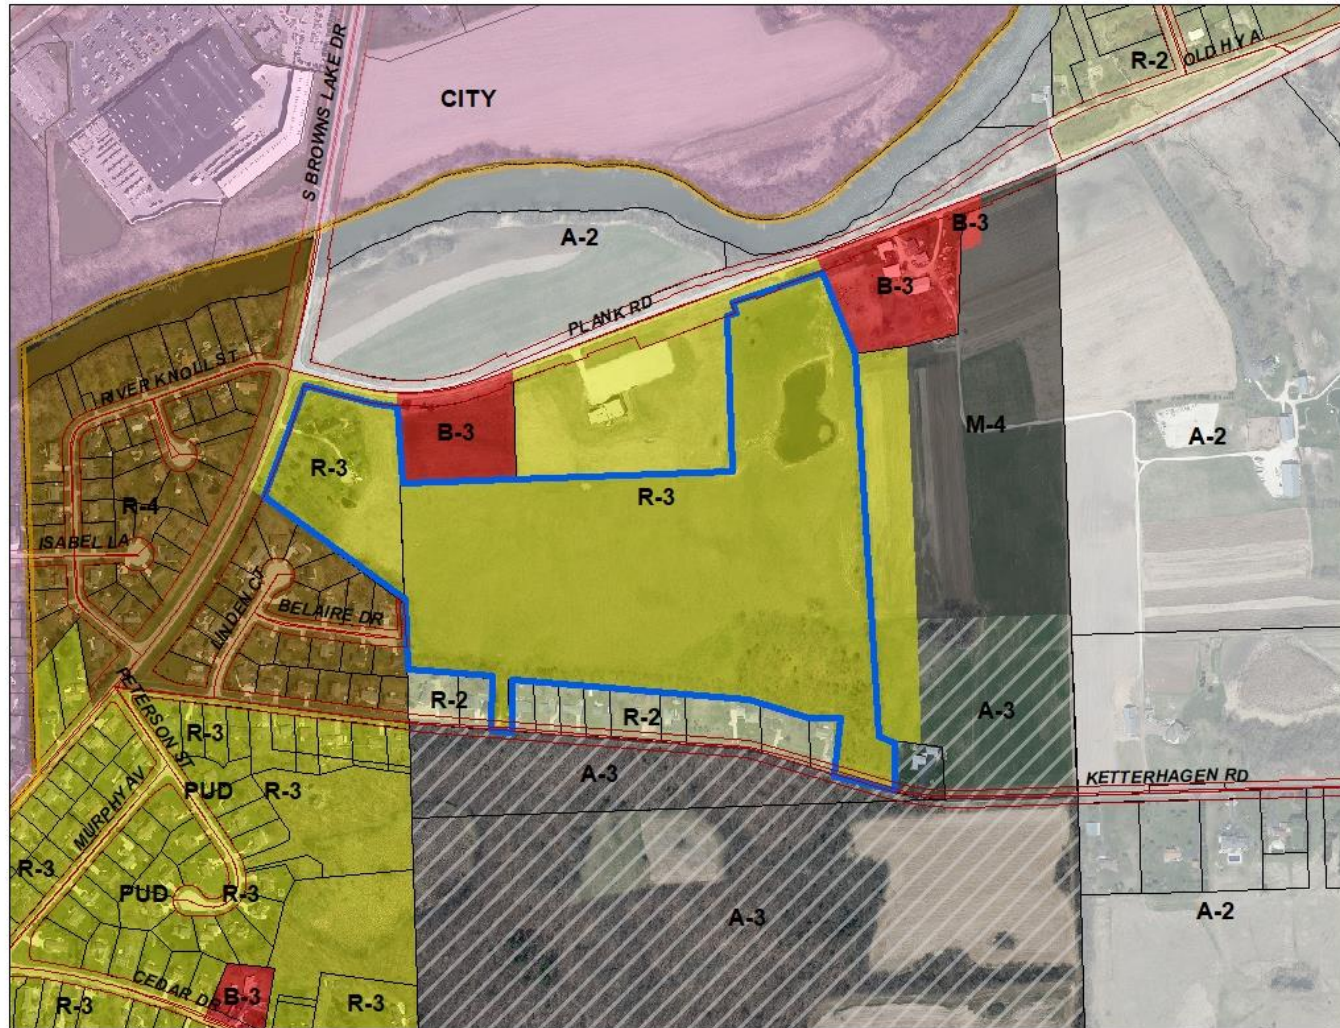 R-2
OLD HY A
CITY
S BROWNS LAKE DR
A-2
B-3
B-3
PLANK RD
RIVER KNOLL ST
B-3
M-4
A-2
R-3
R-3
R-4
ISABEL LA
LINDEN CT
BELAIRE DR
PETERSON ST
R-2
R-2
A-3
R-3
A-3
KETTERHAGEN RD
MURPHY AV
PUD
R-3
R-3
PUD
R-3
A-3
A-2
CEDAR DR
B-3
R-3
R-3